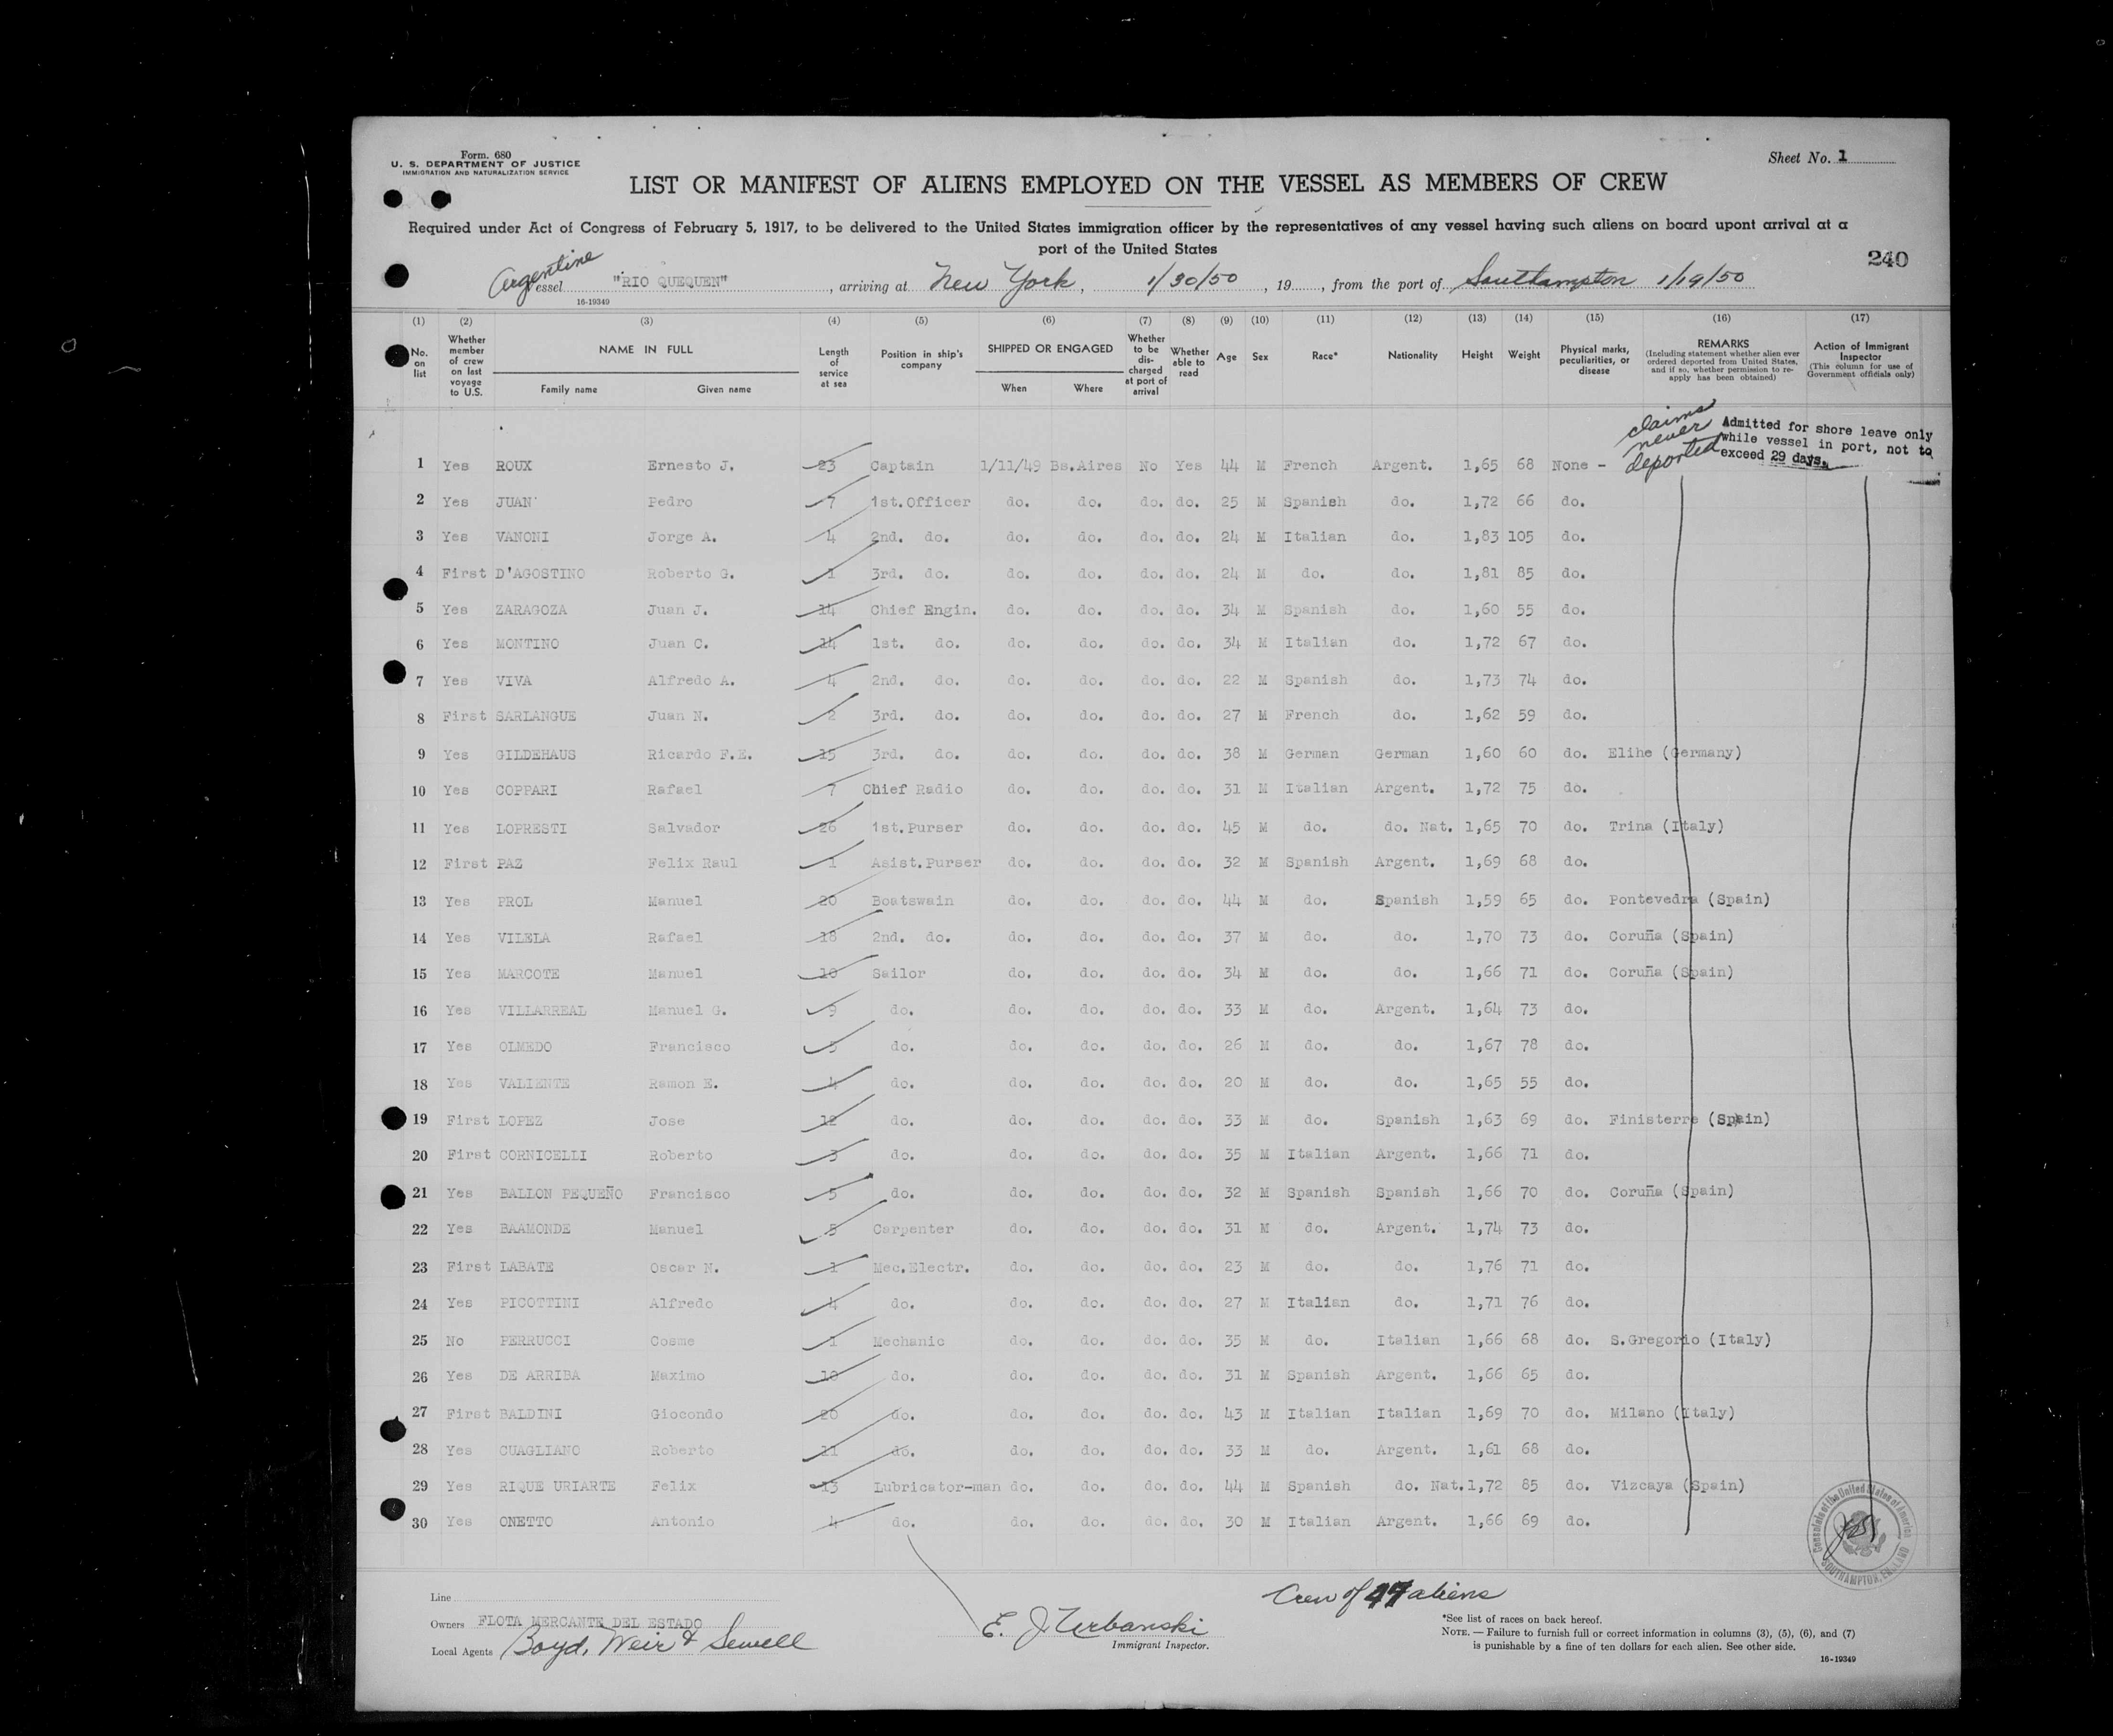 Form. 680
U. S. DEPARTMENT OF JUSTICE
IMMIGRATION AND NATURALIZATION SERVICE
Sheet No. 1
LIST OR MANIFEST OF ALIENS EMPLOYED ON THE VESSEL AS MEMBERS OF CREW
Required under Act of Congress of February 5, 1917, to be delivered to the United States immigration officer by the representatives of any vessel having such aliens on board upont arrival at a
port of the United States
240
Argentine
Vessel "RIO QUEQUEN", arriving at New York, 1/30/50, 19, from the port of Southampton 1/19/50
16-19349
(1) (2) (3) (4) (5) (6) (7) (8) (9) (10) (11) (12) (13) (14) (15) (16) (17)
No. on list Whether member of crew on last voyage to U.S. NAME IN FULL Family name Given name Length of service at sea Position in ship's company SHIPPED OR ENGAGED When Where Whether to be discharged at port of arrival Whether able to read Age Sex Race* Nationality Height Weight Physical marks, peculiarities, or disease REMARKS (Including statement whether alien ever ordered deported from United States, and if so, whether permission to reapply has been obtained) Action of Immigrant Inspector (This column for use of Government officials only)
claims never deported
Admitted for shore leave only
while vessel in port, not to
exceed 29 days.
1 Yes ROUX Ernesto J. 23 Captain 1/11/49 Bs.Aires No Yes 44 M French Argent. 1,65 68 None -
2 Yes JUAN Pedro 7 1st.Officer do. do. do. do. 25 M Spanish do. 1,72 66 do.
3 Yes VANONI Jorge A. 4 2nd. do. do. do. do. do. 24 M Italian do. 1,83 105 do.
4 First D'AGOSTINO Roberto G. 1 3rd. do. do. do. do. do. 24 M do. do. 1,81 85 do.
5 Yes ZARAGOZA Juan J. 14 Chief Engin. do. do. do. do. 34 M Spanish do. 1,60 55 do.
6 Yes MONTINO Juan C. 14 1st. do. do. do. do. do. 34 M Italian do. 1,72 67 do.
7 Yes VIVA Alfredo A. 4 2nd. do. do. do. do. do. 22 M Spanish do. 1,73 74 do.
8 First SARLANGUE Juan N. 2 3rd. do. do. do. do. do. 27 M French do. 1,62 59 do.
9 Yes GILDEHAUS Ricardo F.E. 15 3rd. do. do. do. do. do. 38 M German German 1,60 60 do. Elihe (Germany)
10 Yes COPPARI Rafael 7 Chief Radio do. do. do. do. 31 M Italian Argent. 1,72 75 do.
11 Yes LOPRESTI Salvador 26 1st.Purser do. do. do. do. 45 M do. do. Nat. 1,65 70 do. Trina (Italy)
12 First PAZ Felix Raul 1 Asist.Purser do. do. do. do. 32 M Spanish Argent. 1,69 68 do.
13 Yes PROL Manuel 20 Boatswain do. do. do. do. 44 M do. Spanish 1,59 65 do. Pontevedra (Spain)
14 Yes VILELA Rafael 18 2nd. do. do. do. do. do. 37 M do. do. 1,70 73 do. Coruña (Spain)
15 Yes MARCOTE Manuel 10 Sailor do. do. do. do. 34 M do. do. 1,66 71 do. Coruña (Spain)
16 Yes VILLARREAL Manuel G. 9 do. do. do. do. do. 33 M do. Argent. 1,64 73 do.
17 Yes OLMEDO Francisco 5 do. do. do. do. do. 26 M do. do. 1,67 78 do.
18 Yes VALIENTE Ramon E. 4 do. do. do. do. do. 20 M do. do. 1,65 55 do.
19 First LOPEZ Jose 12 do. do. do. do. do. 33 M do. Spanish 1,63 69 do. Finisterre (Spain)
20 First CORNICELLI Roberto 3 do. do. do. do. do. 35 M Italian Argent. 1,66 71 do.
21 Yes BALLON PEQUEÑO Francisco 5 do. do. do. do. do. 32 M Spanish Spanish 1,66 70 do. Coruña (Spain)
22 Yes BAAMONDE Manuel 5 Carpenter do. do. do. do. 31 M do. Argent. 1,74 73 do.
23 First LABATE Oscar N. 1 Mec.Electr. do. do. do. do. 23 M do. do. 1,76 71 do.
24 Yes PICOTTINI Alfredo 4 do. do. do. do. do. 27 M Italian do. 1,71 76 do.
25 No PERRUCCI Cosme 1 Mechanic do. do. do. do. 35 M do. Italian 1,66 68 do. S.Gregorio (Italy)
26 Yes DE ARRIBA Maximo 10 do. do. do. do. do. 31 M Spanish Argent. 1,66 65 do.
27 First BALDINI Giocondo 20 do. do. do. do. do. 43 M Italian Italian 1,69 70 do. Milano (Italy)
28 Yes CUAGLIANO Roberto 11 do. do. do. do. do. 33 M do. Argent. 1,61 68 do.
29 Yes RIQUE URIARTE Felix 13 Lubricator-man do. do. do. do. 44 M Spanish do. Nat. 1,72 85 do. Vizcaya (Spain)
30 Yes ONETTO Antonio 4 do. do. do. do. do. 30 M Italian Argent. 1,66 69 do.
Consulate of the United States of America
SOUTHAMPTON, ENGLAND
Line
Owners FLOTA MERCANTE DEL ESTADO
Local Agents Boyd, Weir & Sewell
E. J. Urbanski
Immigrant Inspector.
Crew of 47 aliens
*See list of races on back hereof.
NOTE. — Failure to furnish full or correct information in columns (3), (5), (6), and (7)
is punishable by a fine of ten dollars for each alien. See other side.
16-19349